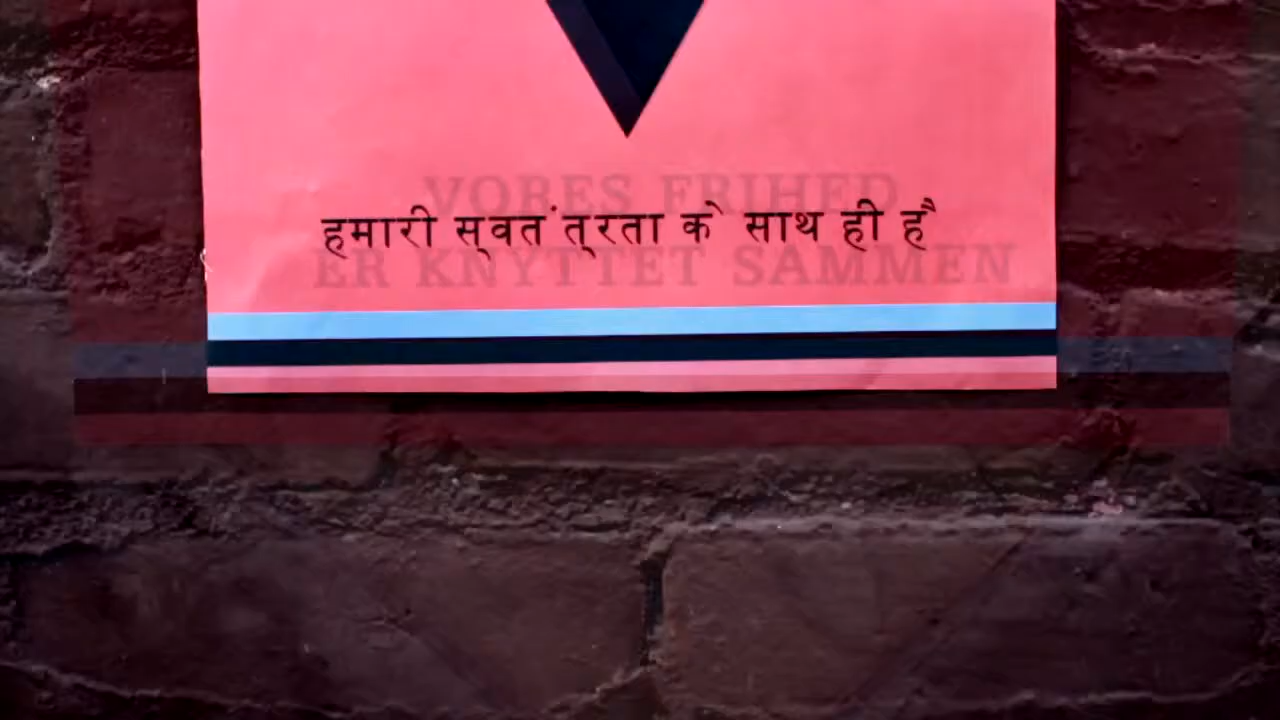 VORES FRIHED
हमारी स्वतंत्रता के साथ ही है
ER KNYTTET SAMMEN